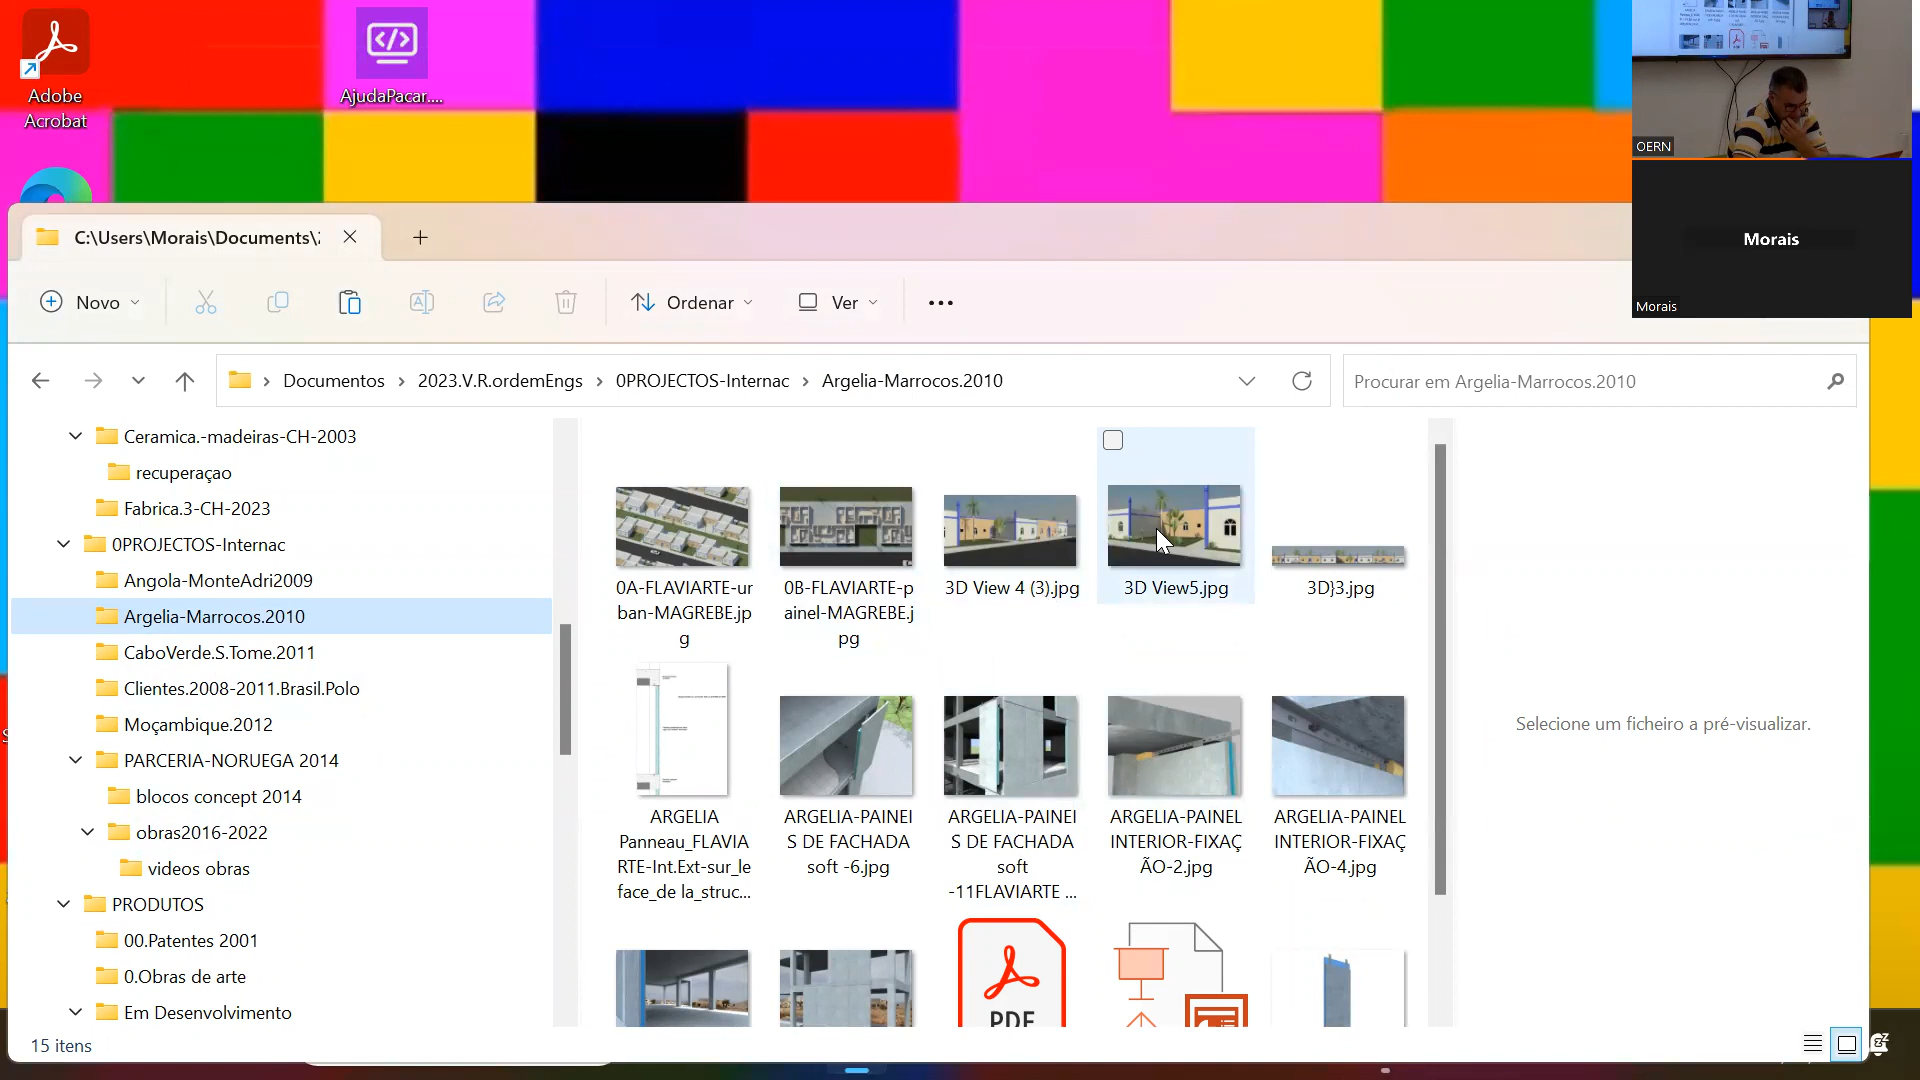 Adobe
Acrobat
AjudaPacar....
OERN
Morais
Morais
C:\Users\Morais\Documents\
Novo
Ordenar
Ver
Documentos
2023.V.R.ordemEngs
0PROJECTOS-Internac
Argelia-Marrocos.2010
Procurar em Argelia-Marrocos.2010
Ceramica.-madeiras-CH-2003
recuperaçao
Fabrica.3-CH-2023
0PROJECTOS-Internac
Angola-MonteAdri2009
Argelia-Marrocos.2010
CaboVerde.S.Tome.2011
Clientes.2008-2011.Brasil.Polo
Moçambique.2012
PARCERIA-NORUEGA 2014
blocos concept 2014
obras2016-2022
videos obras
PRODUTOS
00.Patentes 2001
0.Obras de arte
Em Desenvolvimento
0A-FLAVIARTE-ur
ban-MAGREBE.jp
g
0B-FLAVIARTE-p
ainel-MAGREBE.j
pg
3D View 4 (3).jpg
3D View5.jpg
3D}3.jpg
ARGELIA
Panneau_FLAVIA
RTE-Int.Ext-sur_le
face_de la_struc...
ARGELIA-PAINEI
S DE FACHADA
soft -6.jpg
ARGELIA-PAINEI
S DE FACHADA
soft
-11FLAVIARTE ...
ARGELIA-PAINEL
INTERIOR-FIXAÇ
ÃO-2.jpg
ARGELIA-PAINEL
INTERIOR-FIXAÇ
ÃO-4.jpg
PDF
Selecione um ficheiro a pré-visualizar.
15 itens